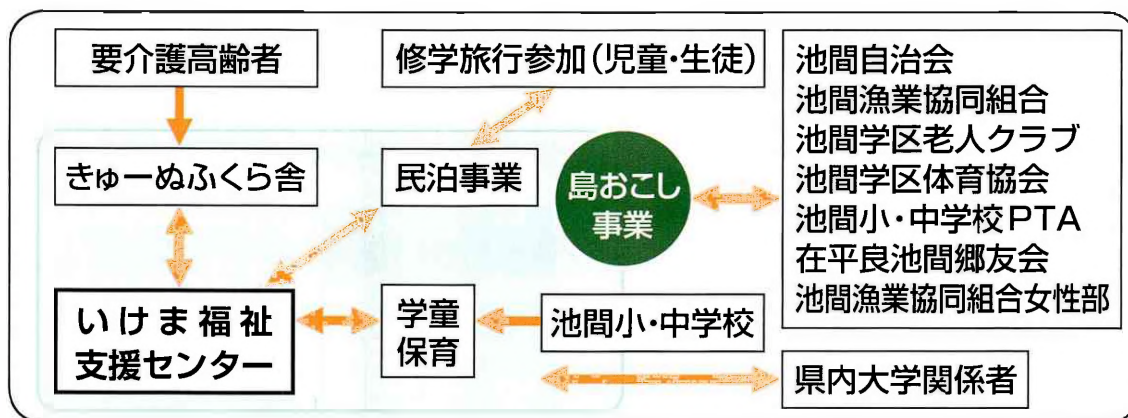 要介護高齢者
修学旅行参加(児童・生徒)
池間自治会
池間漁業協同組合
池間学区老人クラブ
池間学区体育協会
池間小・中学校PTA
在平良池間郷友会
池間漁業協同組合女性部
きゅーぬふくら舎
民泊事業
島おこし
事業
いけま福祉
支援センター
学童
保育
池間小・中学校
県内大学関係者